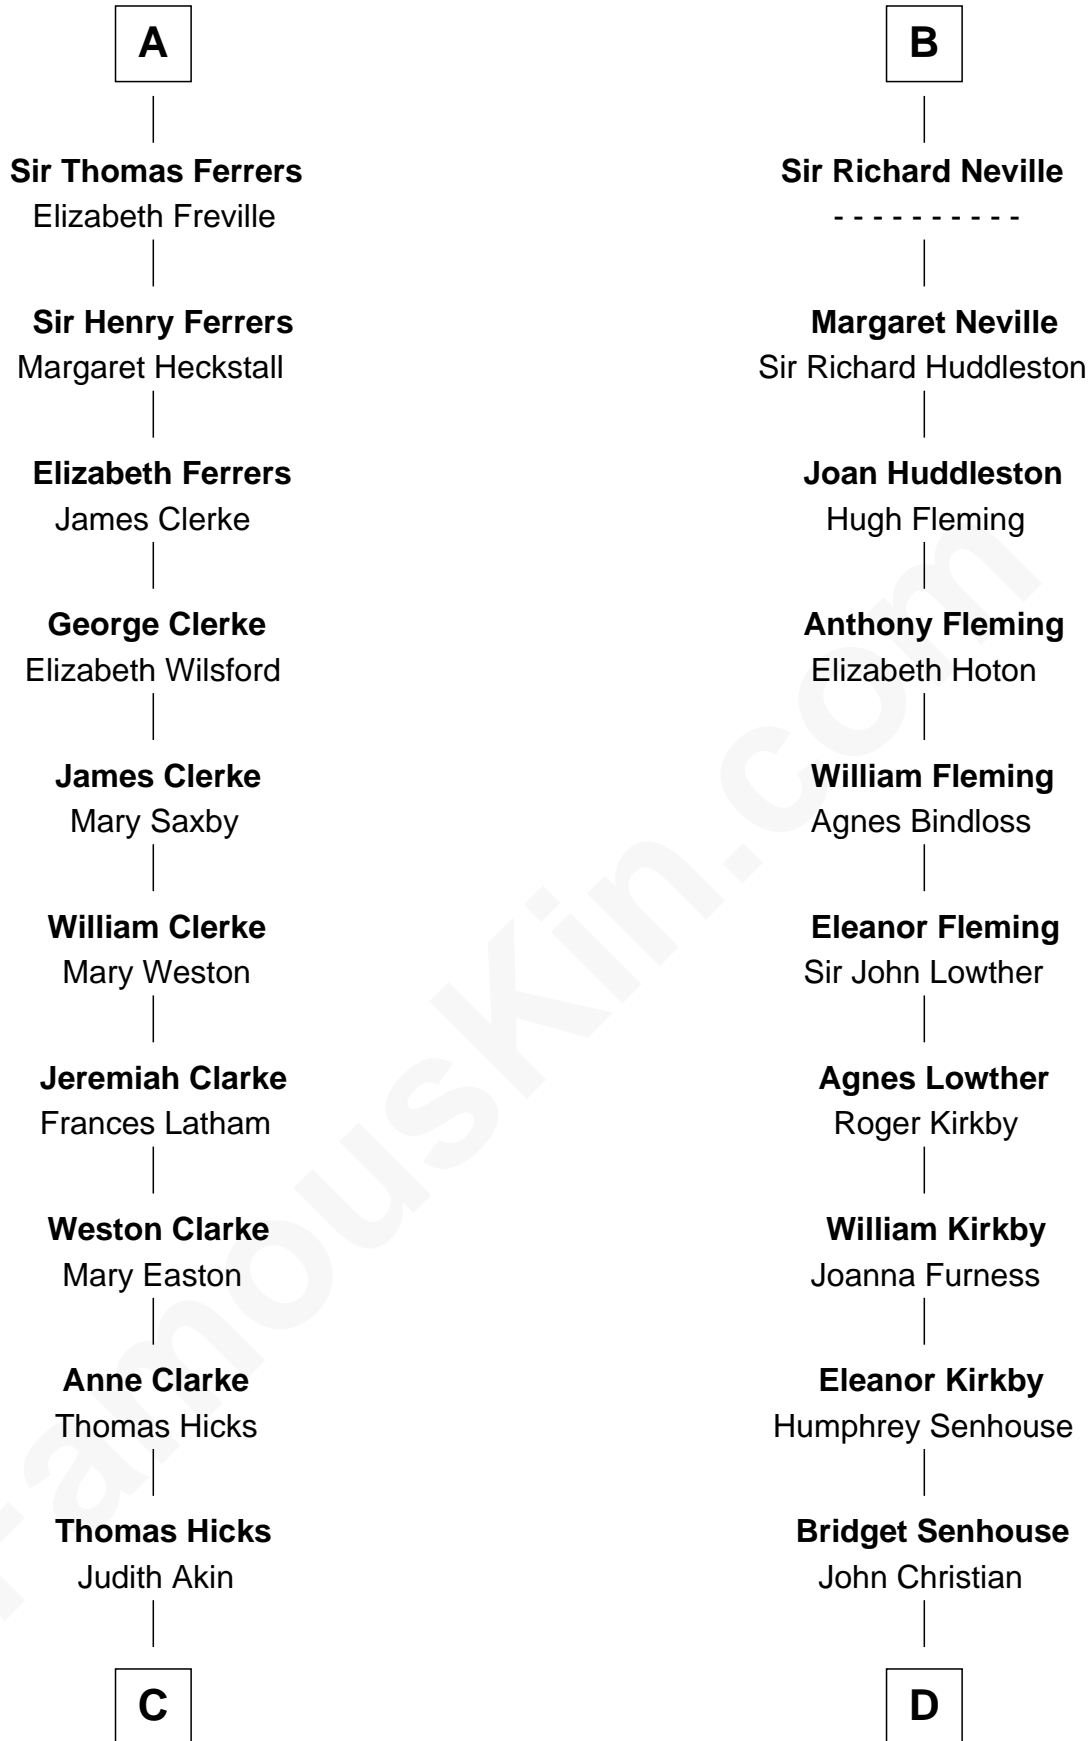 A
Sir Thomas Ferrers
Elizabeth Freville
Sir Henry Ferrers
Margaret Heckstall
Elizabeth Ferrers
James Clerke
George Clerke
Elizabeth Wilsford
James Clerke
Mary Saxby
William Clerke
Mary Weston
Jeremiah Clarke
Frances Latham
Weston Clarke
Mary Easton
Anne Clarke
Thomas Hicks
Thomas Hicks
Judith Akin
C
B
Sir Richard Neville
- - - - - - - - - -
Margaret Neville
Sir Richard Huddleston
Joan Huddleston
Hugh Fleming
Anthony Fleming
Elizabeth Hoton
William Fleming
Agnes Bindloss
Eleanor Fleming
Sir John Lowther
Agnes Lowther
Roger Kirkby
William Kirkby
Joanna Furness
Eleanor Kirkby
Humphrey Senhouse
Bridget Senhouse
John Christian
D
FamousKin.com